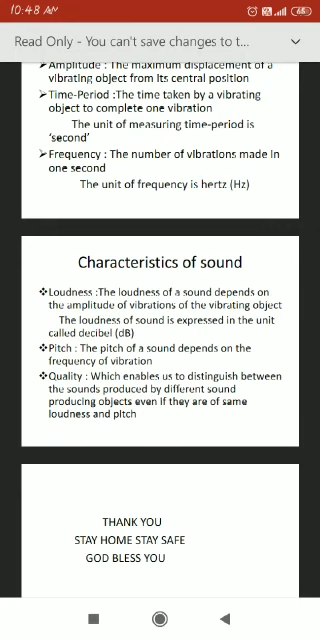 10:48 AM
68
Read Only - You can't save changes to t...
➢Amplitude : The maximum displacement of a
vibrating object from its central position
➢Time-Period :The time taken by a vibrating
object to complete one vibration
The unit of measuring time-period is
‘second’
➢Frequency : The number of vibrations made in
one second
The unit of frequency is hertz (Hz)
Characteristics of sound
❖Loudness :The loudness of a sound depends on
the amplitude of vibrations of the vibrating object
The loudness of sound is expressed in the unit
called decibel (dB)
❖Pitch : The pitch of a sound depends on the
frequency of vibration
❖Quality : Which enables us to distinguish between
the sounds produced by different sound
producing objects even if they are of same
loudness and pitch
THANK YOU
STAY HOME STAY SAFE
GOD BLESS YOU